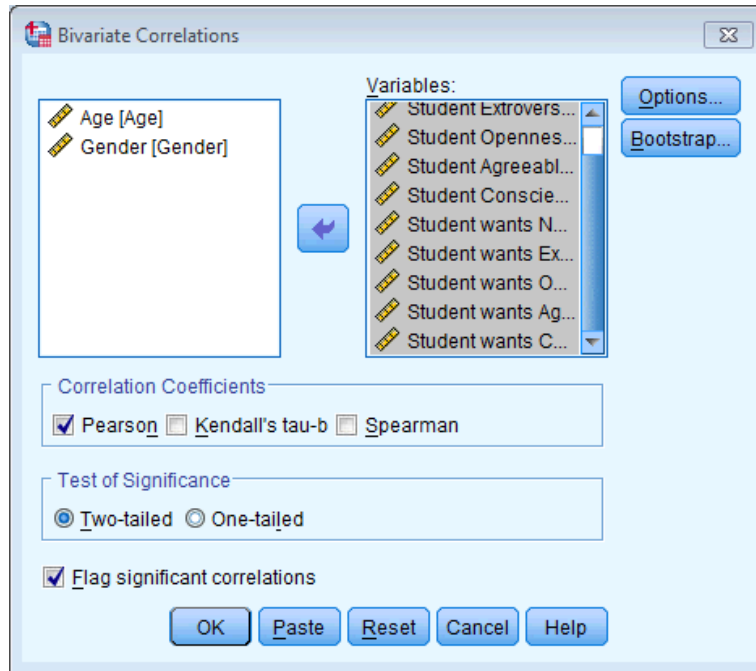 Bivariate Correlations
Variables:
Age [Age]
Gender [Gender]
Student Extrovers...
Student Opennes...
Student Agreeabl...
Student Conscie...
Student wants N...
Student wants Ex...
Student wants O...
Student wants Ag...
Student wants C...
Options...
Bootstrap...
Correlation Coefficients
Pearson Kendall's tau-b Spearman
Test of Significance
Two-tailed One-tailed
Flag significant correlations
OK Paste Reset Cancel Help